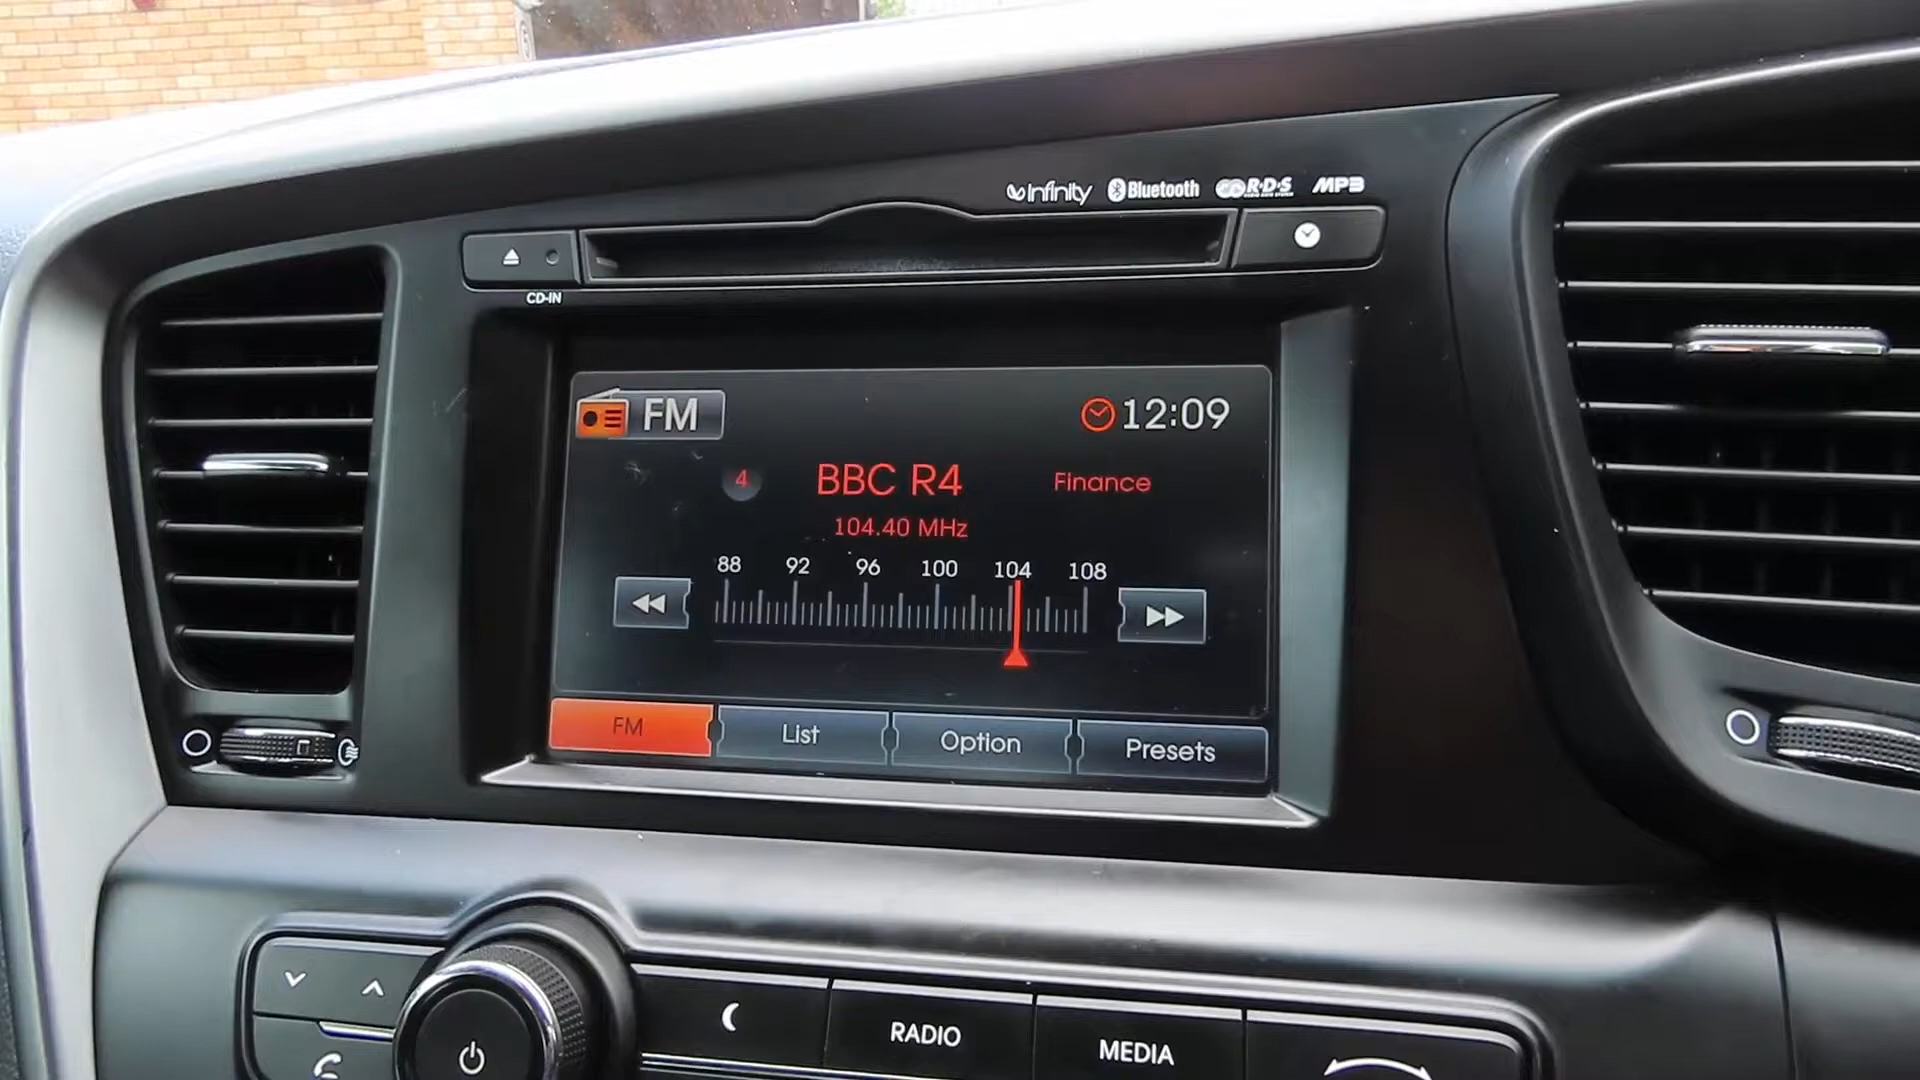 Infinity Bluetooth R·D·S MP3
CD-IN
FM 12:09
4 BBC R4 Finance
104.40 MHz
88 92 96 100 104 108
FM List Option Presets
RADIO
MEDIA